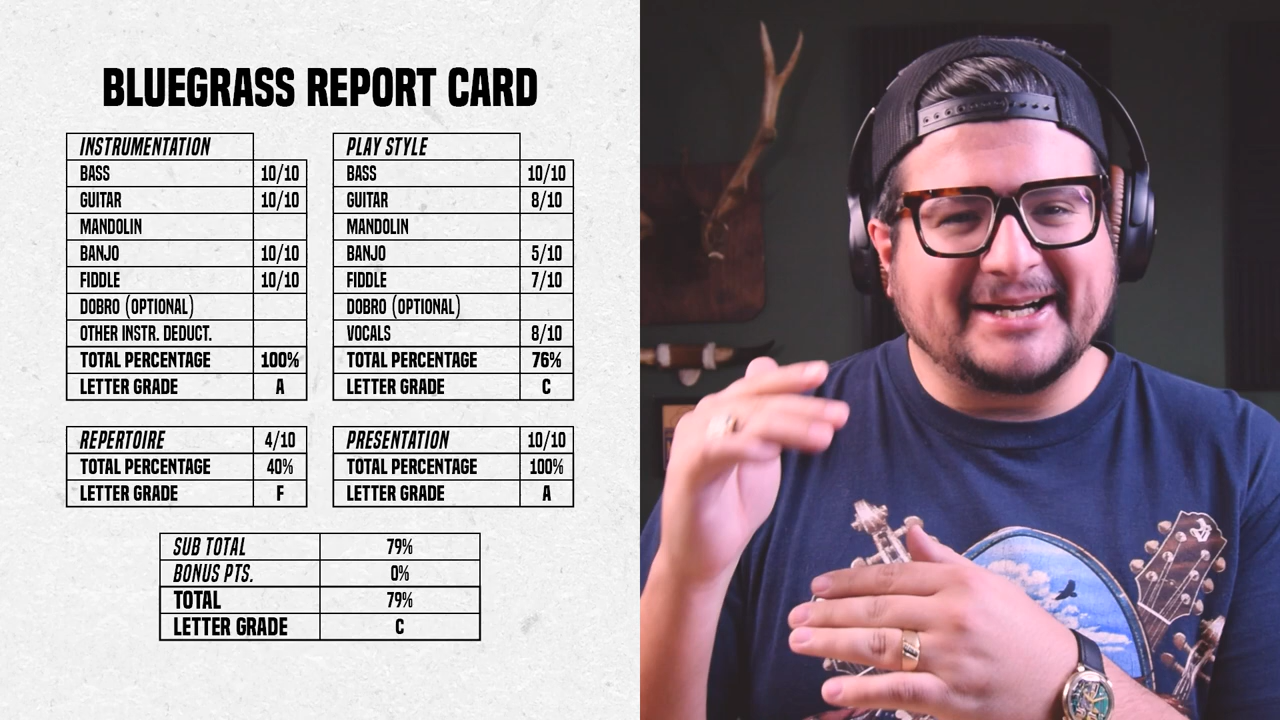 BLUEGRASS REPORT CARD
INSTRUMENTATION
BASS 10/10
GUITAR 10/10
MANDOLIN
BANJO 10/10
FIDDLE 10/10
DOBRO (OPTIONAL)
OTHER INSTR. DEDUCT.
TOTAL PERCENTAGE 100%
LETTER GRADE A
PLAY STYLE
BASS 10/10
GUITAR 8/10
MANDOLIN
BANJO 5/10
FIDDLE 7/10
DOBRO (OPTIONAL)
VOCALS 8/10
TOTAL PERCENTAGE 76%
LETTER GRADE C
REPERTOIRE 4/10
TOTAL PERCENTAGE 40%
LETTER GRADE F
PRESENTATION 10/10
TOTAL PERCENTAGE 100%
LETTER GRADE A
SUB TOTAL 79%
BONUS PTS. 0%
TOTAL 79%
LETTER GRADE C